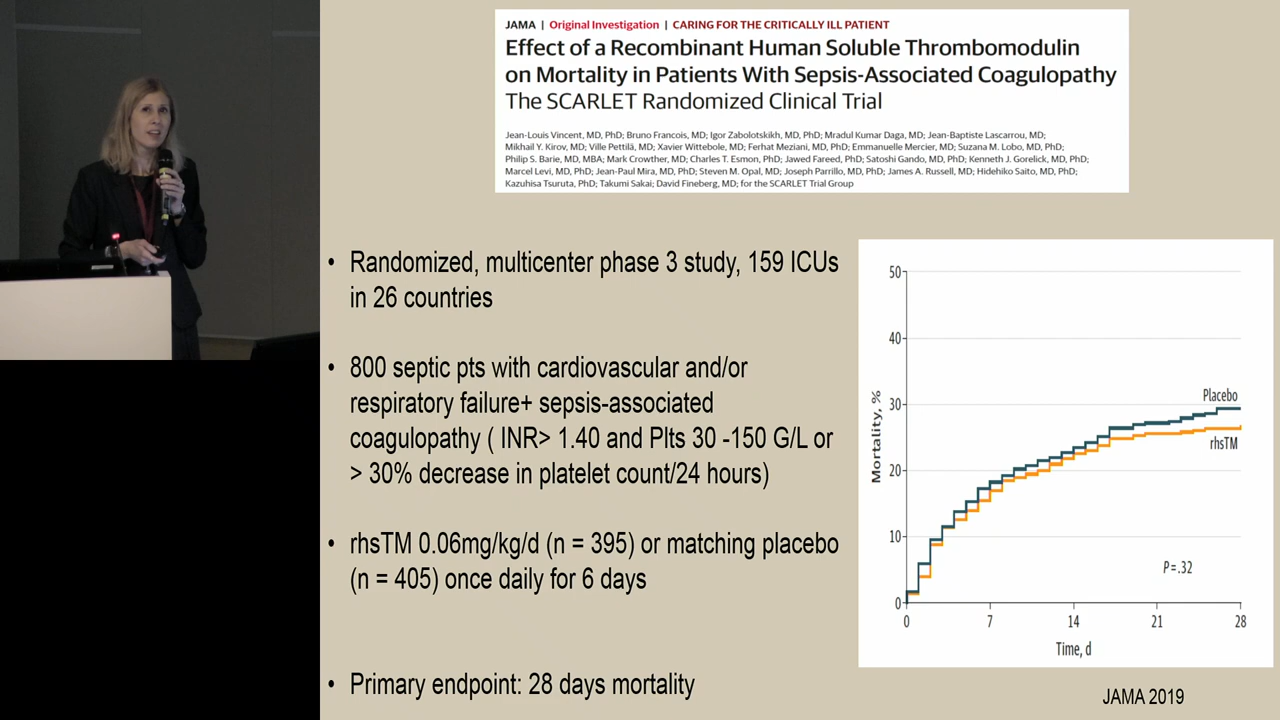 JAMA | Original Investigation | CARING FOR THE CRITICALLY ILL PATIENT
Effect of a Recombinant Human Soluble Thrombomodulin
on Mortality in Patients With Sepsis-Associated Coagulopathy
The SCARLET Randomized Clinical Trial
Jean-Louis Vincent, MD, PhD; Bruno Francois, MD; Igor Zabolotskikh, MD, PhD; Mradul Kumar Daga, MD; Jean-Baptiste Lascarrou, MD;
Mikhail Y. Kirov, MD; Ville Pettilä, MD; Xavier Wittebole, MD; Ferhat Meziani, MD, PhD; Emmanuelle Mercier, MD; Suzana M. Lobo, MD, PhD;
Philip S. Barie, MD, MBA; Mark Crowther, MD; Charles T. Esmon, PhD; Jawed Fareed, PhD; Satoshi Gando, MD, PhD; Kenneth J. Gorelick, MD, PhD;
Marcel Levi, MD, PhD; Jean-Paul Mira, MD, PhD; Steven M. Opal, MD; Joseph Parrillo, MD, PhD; James A. Russell, MD; Hidehiko Saito, MD, PhD;
Kazuhisa Tsuruta, PhD; Takumi Sakai; David Fineberg, MD; for the SCARLET Trial Group
• Randomized, multicenter phase 3 study, 159 ICUs
in 26 countries
• 800 septic pts with cardiovascular and/or
respiratory failure+ sepsis-associated
coagulopathy ( INR> 1.40 and Plts 30 -150 G/L or
> 30% decrease in platelet count/24 hours)
• rhsTM 0.06mg/kg/d (n = 395) or matching placebo
(n = 405) once daily for 6 days
• Primary endpoint: 28 days mortality
50
40
30
20
10
0
Mortality, %
Placebo
rhsTM
P = .32
0 7 14 21 28
Time, d
JAMA 2019